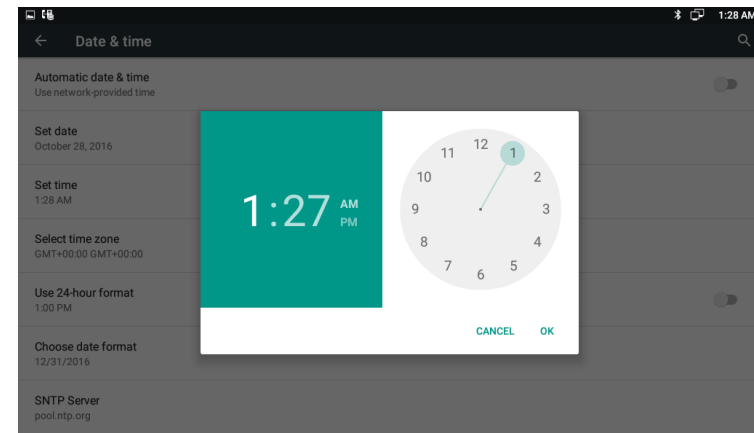 1:28 AM
Date & time
Automatic date & time
Use network-provided time
Set date
October 28, 2016
Set time
1:28 AM
Select time zone
GMT+00:00 GMT+00:00
Use 24-hour format
1:00 PM
Choose date format
12/31/2016
SNTP Server
pool.ntp.org
1:27 AM
PM
12
1
2
3
4
5
6
7
8
9
10
11
CANCEL OK